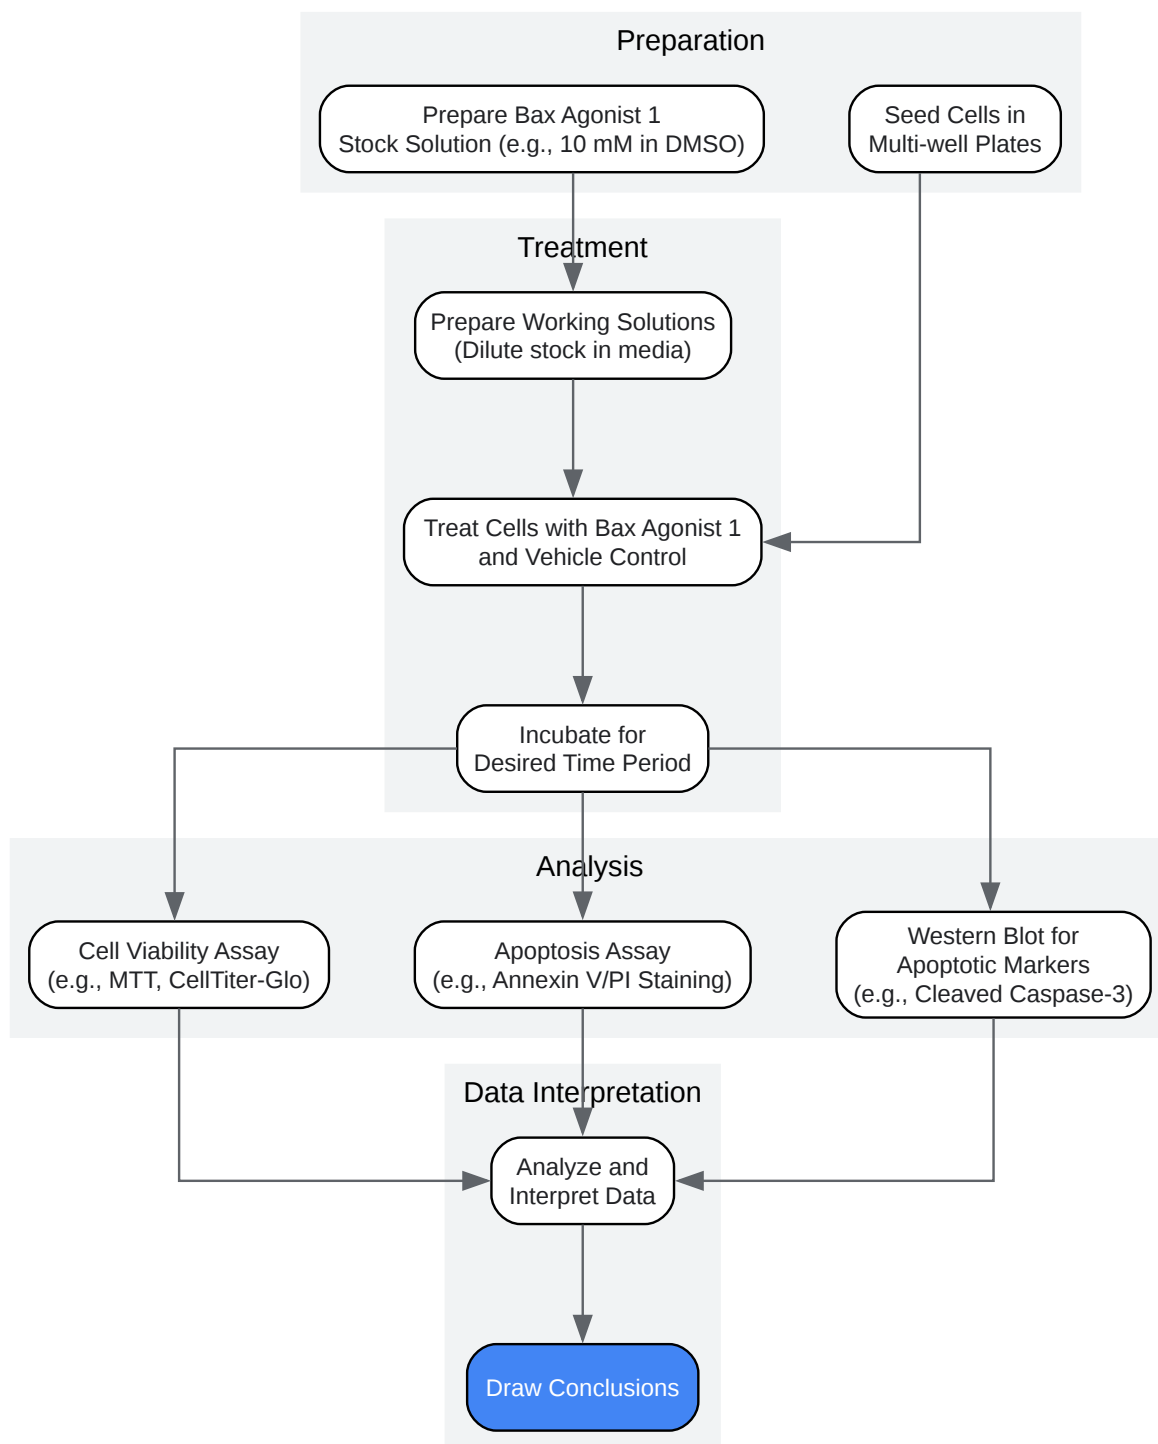 Preparation
Prepare Bax Agonist 1
Stock Solution (e.g., 10 mM in DMSO)
Seed Cells in
Multi-well Plates
Treatment
Prepare Working Solutions
(Dilute stock in media)
Treat Cells with Bax Agonist 1
and Vehicle Control
Incubate for
Desired Time Period
Analysis
Cell Viability Assay
(e.g., MTT, CellTiter-Glo)
Apoptosis Assay
(e.g., Annexin V/PI Staining)
Western Blot for
Apoptotic Markers
(e.g., Cleaved Caspase-3)
Data Interpretation
Analyze and
Interpret Data
Draw Conclusions